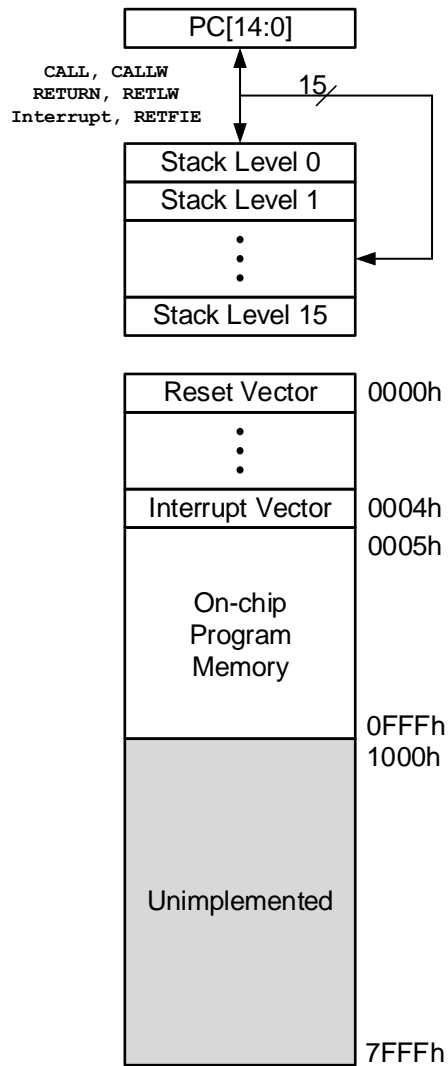 PC[14:0]
CALL, CALLW
RETURN, RETLW
Interrupt, RETFIE
15
Stack Level 0
Stack Level 1
Stack Level 15
Reset Vector
0000h
Interrupt Vector
0004h
0005h
On-chip
Program
Memory
0FFFh
1000h
Unimplemented
7FFFh